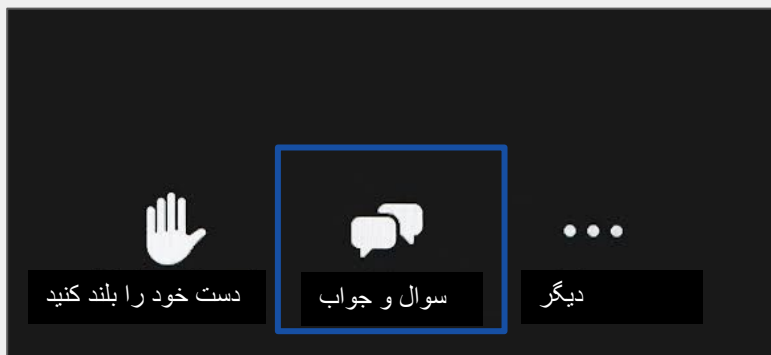 دست خود را بلند کنید
سوال و جواب
دیگر